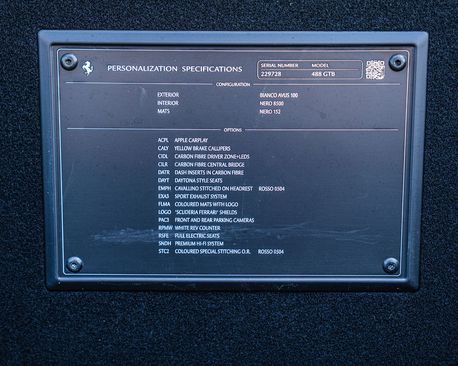 PERSONALIZATION SPECIFICATIONS
SERIAL NUMBER MODEL
229728 488 GTB
CONFIGURATION
EXTERIOR BIANCO AVUS 100
INTERIOR NERO 8500
MATS NERO 152
OPTIONS
ACPL APPLE CARPLAY
CALY YELLOW BRAKE CALLIPERS
CIDL CARBON FIBRE DRIVER ZONE+LEDS
CILR CARBON FIBRE CENTRAL BRIDGE
DATR DASH INSERTS IN CARBON FIBRE
DAYT DAYTONA STYLE SEATS
EMPH CAVALLINO STITCHED ON HEADREST ROSSO 0304
EXA3 SPORT EXHAUST SYSTEM
FLMA COLOURED MATS WITH LOGO
LOGO "SCUDERIA FERRARI" SHIELDS
PAC3 FRONT AND REAR PARKING CAMERAS
RPMW WHITE REV COUNTER
RSFE FULL ELECTRIC SEATS
SNDH PREMIUM HI-FI SYSTEM
STC2 COLOURED SPECIAL STITCHING O.R. ROSSO 0304